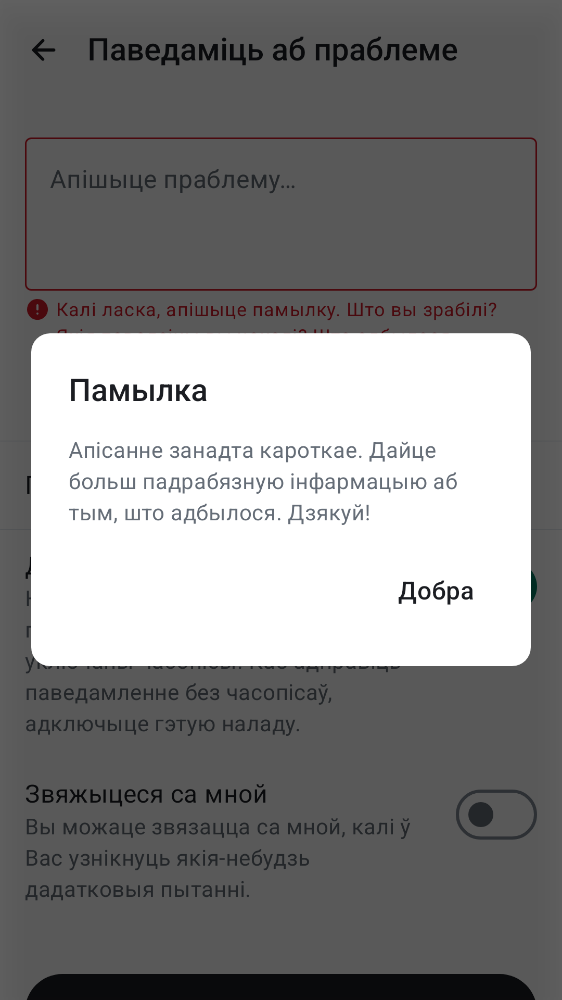 Паведаміць аб праблеме
Апішыце праблему...
Калі ласка, апішыце памылку. Што вы зрабілі?
Памылка
Апісанне занадта кароткае. Дайце
больш падрабязную інфармацыю аб
тым, што адбылося. Дзякуй!
Добра
паведамленне без часопісаў,
адключыце гэтую наладу.
Звяжыцеся са мной
Вы можаце звязацца са мной, калі ў
Вас узнікнуць якія-небудзь
дадатковыя пытанні.